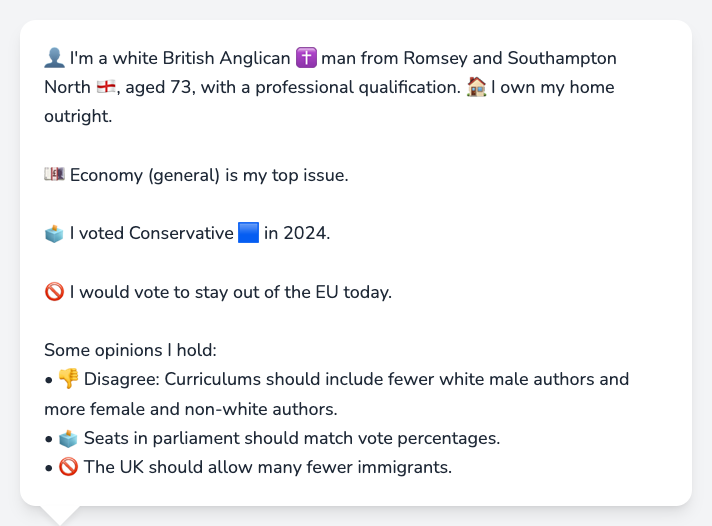 👤 I'm a white British Anglican ✝️ man from Romsey and Southampton
North 🏴󠁧󠁢󠁥󠁮󠁧󠁿, aged 73, with a professional qualification. 🏠 I own my home
outright.
💷 Economy (general) is my top issue.
🗳️ I voted Conservative 🟦 in 2024.
🚫 I would vote to stay out of the EU today.
Some opinions I hold:
• 👎 Disagree: Curriculums should include fewer white male authors and
more female and non-white authors.
• 🗳️ Seats in parliament should match vote percentages.
• 🚫 The UK should allow many fewer immigrants.